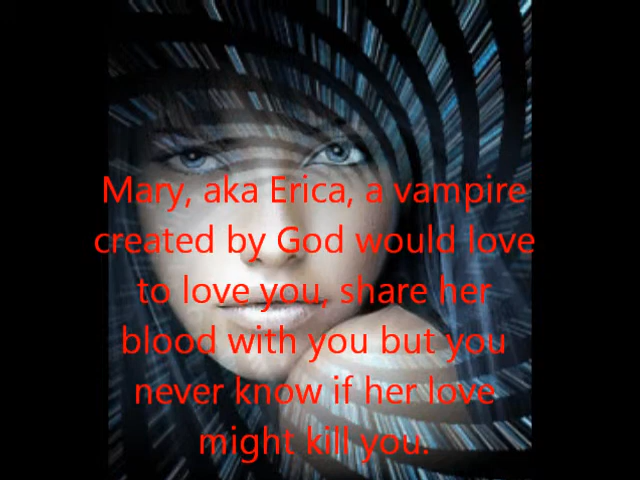 Mary, aka Erica, a vampire
created by God would love
to love you, share her
blood with you but you
never know if her love
might kill you.